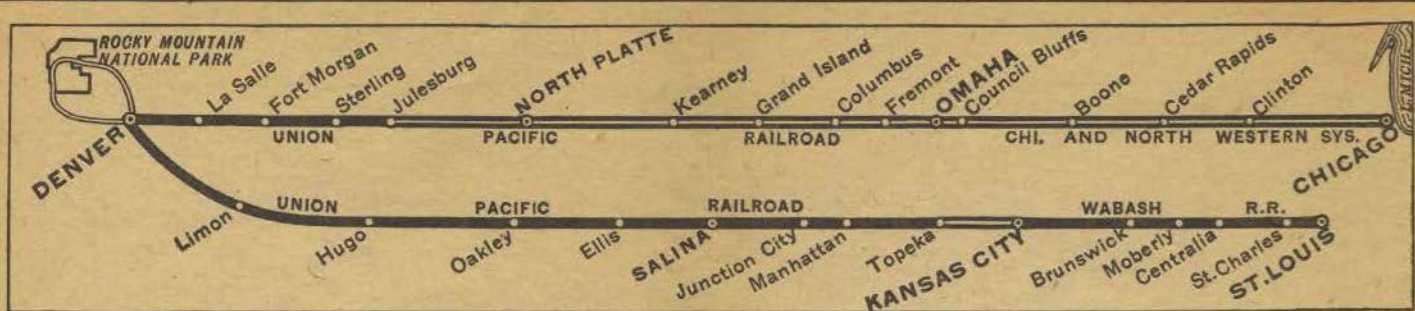 ROCKY MOUNTAIN
NATIONAL PARK
DENVER
La Salle
Fort Morgan
Sterling
Julesburg
NORTH PLATTE
Kearney
Grand Island
Columbus
Fremont
OMAHA
Council Bluffs
Boone
Cedar Rapids
Clinton
CHICAGO
L. MICH.
UNION PACIFIC RAILROAD CHI. AND NORTH WESTERN SYS.
UNION PACIFIC RAILROAD WABASH R.R.
Limon
Hugo
Oakley
Ellis
SALINA
Junction City
Manhattan
Topeka
KANSAS CITY
Brunswick
Moberly
Centralia
St. Charles
ST. LOUIS